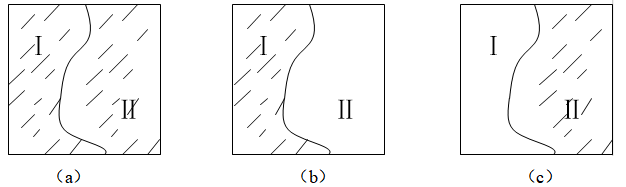 Ⅰ Ⅱ Ⅰ Ⅱ Ⅰ Ⅱ
(a) (b) (c)